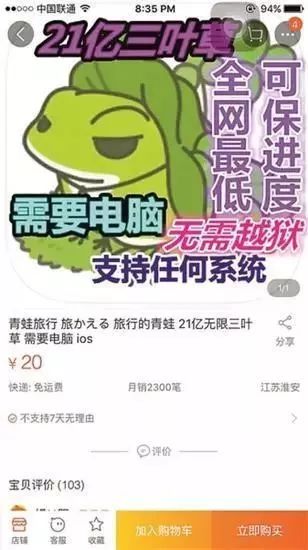 中国联通
8:35 PM
94%
4
21亿三叶草
可保进度
全网最低
需要电脑
无需越狱
支持任何系统
1/1
青蛙旅行 旅かえる 旅行的青蛙 21亿无限三叶
草 需要电脑 ios
分享
¥20
快递: 免运费
月销2300笔
江苏淮安
不支持7天无理由
评价
宝贝评价 (103)
店铺
客服
收藏
加入购物车
立即购买